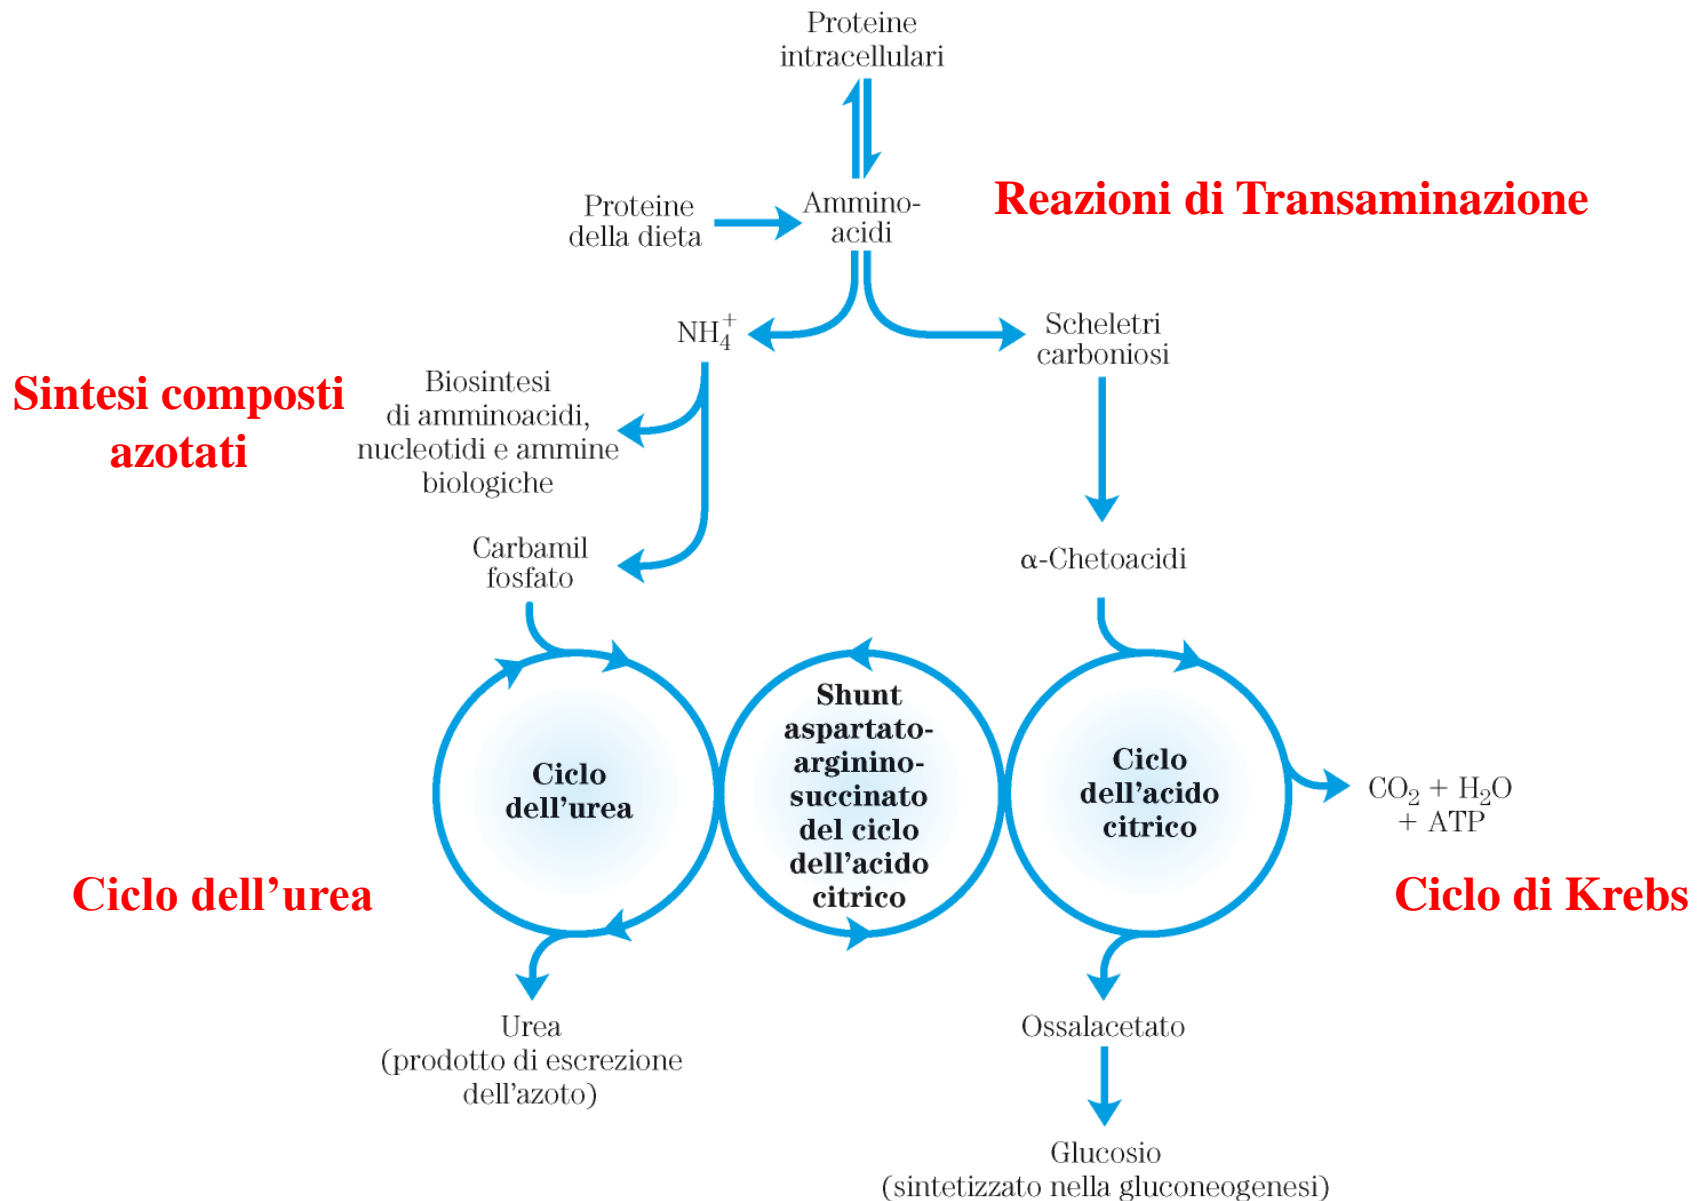 Proteine
intracellulari
Reazioni di Transaminazione
Proteine
della dieta
Ammino-
acidi
NH₄⁺
Scheletri
carboniosi
Sintesi composti
azotati
Biosintesi
di amminoacidi,
nucleotidi e ammine
biologiche
Carbamil
fosfato
α-Chetoacidi
Ciclo
dell'urea
Shunt
aspartato-
arginino-
succinato
del ciclo
dell'acido
citrico
Ciclo
dell'acido
citrico
CO₂ + H₂O
+ ATP
Ciclo dell’urea
Ciclo di Krebs
Urea
(prodotto di escrezione
dell'azoto)
Ossalacetato
Glucosio
(sintetizzato nella gluconeogenesi)